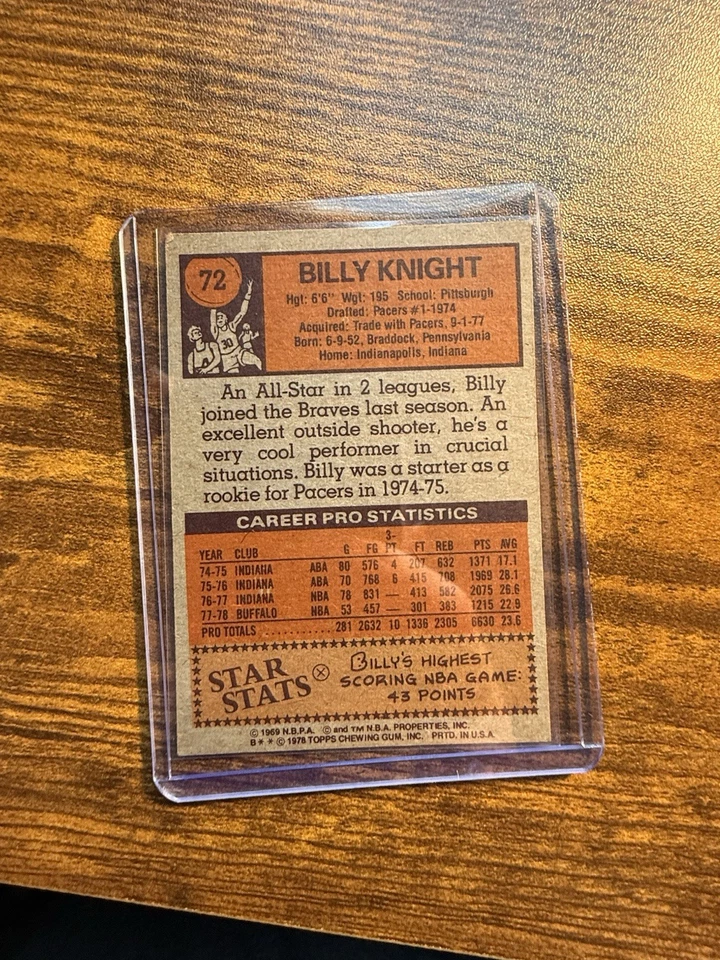 72
BILLY KNIGHT
Hgt: 6'6" Wgt: 195 School: Pittsburgh
Drafted: Pacers #1-1974
Acquired: Trade with Pacers, 9-1-77
Born: 6-9-52, Braddock, Pennsylvania
Home: Indianapolis, Indiana
30
An All-Star in 2 leagues, Billy
joined the Braves last season. An
excellent outside shooter, he's a
very cool performer in crucial
situations. Billy was a starter as a
rookie for Pacers in 1974-75.
CAREER PRO STATISTICS
YEAR CLUB G FG 3-PT FT REB PTS AVG
74-75 INDIANA ABA 80 576 4 207 632 1371 17.1
75-76 INDIANA ABA 70 768 6 415 708 1969 28.1
76-77 INDIANA NBA 78 831 — 413 582 2075 26.6
77-78 BUFFALO NBA 53 457 — 301 383 1215 22.9
PRO TOTALS ........... 281 2632 10 1336 2305 6630 23.6
STAR
STATS
BILLY'S HIGHEST
SCORING NBA GAME:
43 POINTS
© 1969 N.B.P.A. © and TM N.B.A. PROPERTIES, INC.
B * * © 1978 TOPPS CHEWING GUM, INC. PRTD. IN U.S.A.